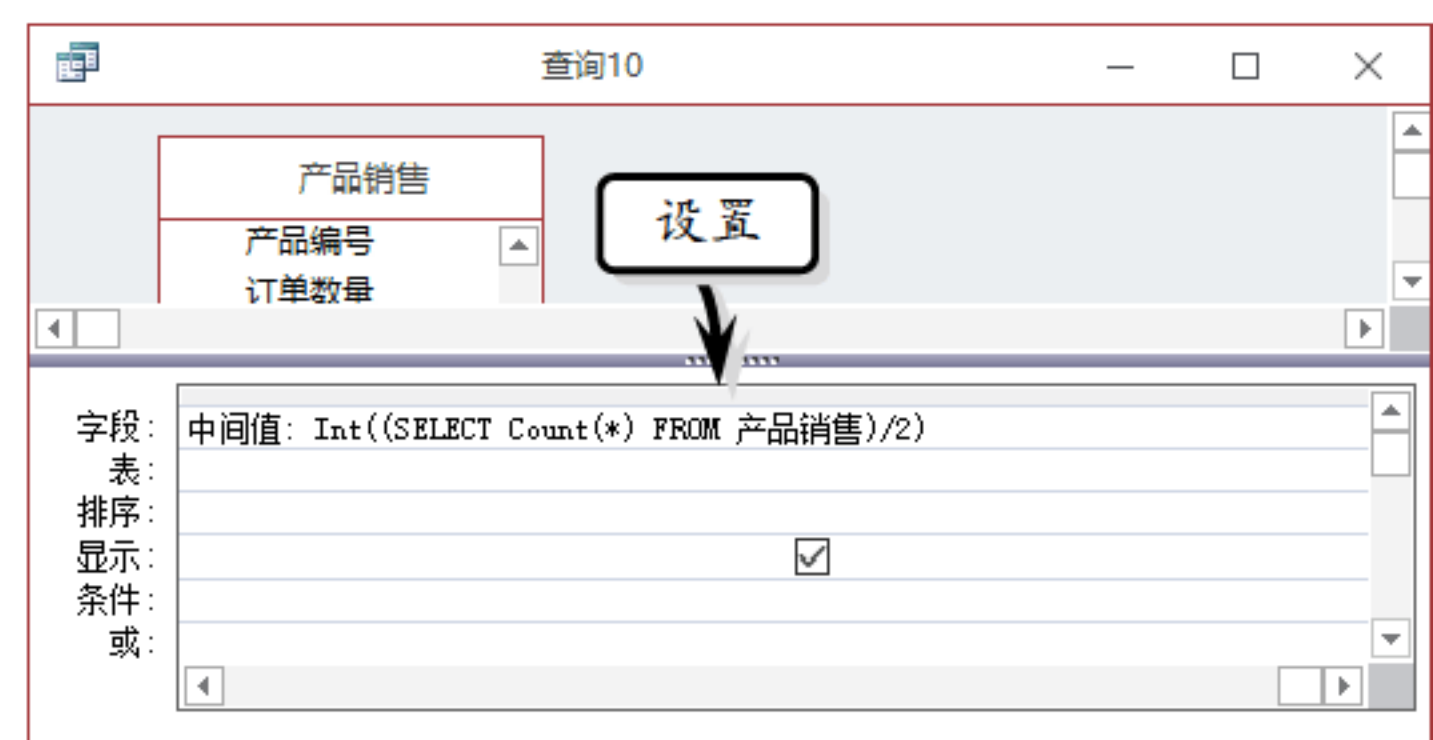 查询10
产品销售
产品编号
订单数量
设置
字段: 中间值: Int((SELECT Count(*) FROM 产品销售)/2)
表:
排序:
显示:
条件:
或: